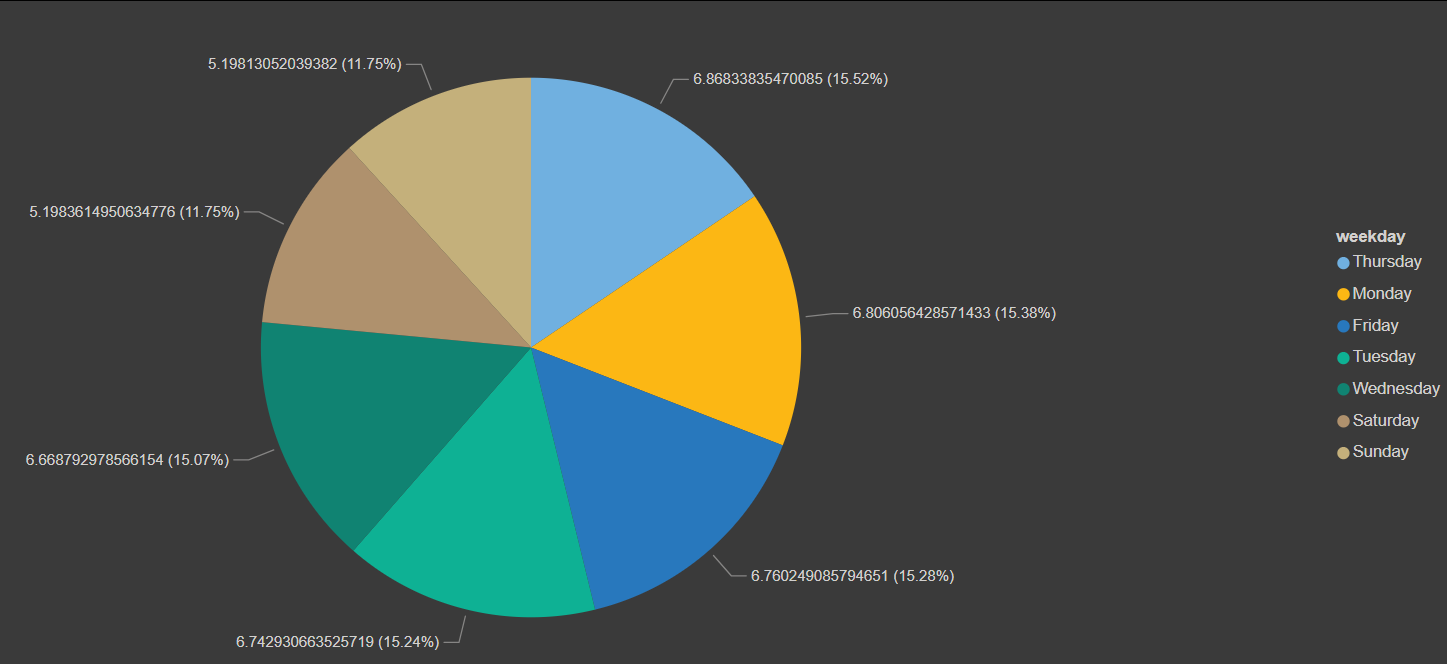 5.19813052039382 (11.75%)
6.86833835470085 (15.52%)
5.1983614950634776 (11.75%)
6.806056428571433 (15.38%)
6.668792978566154 (15.07%)
6.760249085794651 (15.28%)
6.742930663525719 (15.24%)
weekday
Thursday
Monday
Friday
Tuesday
Wednesday
Saturday
Sunday